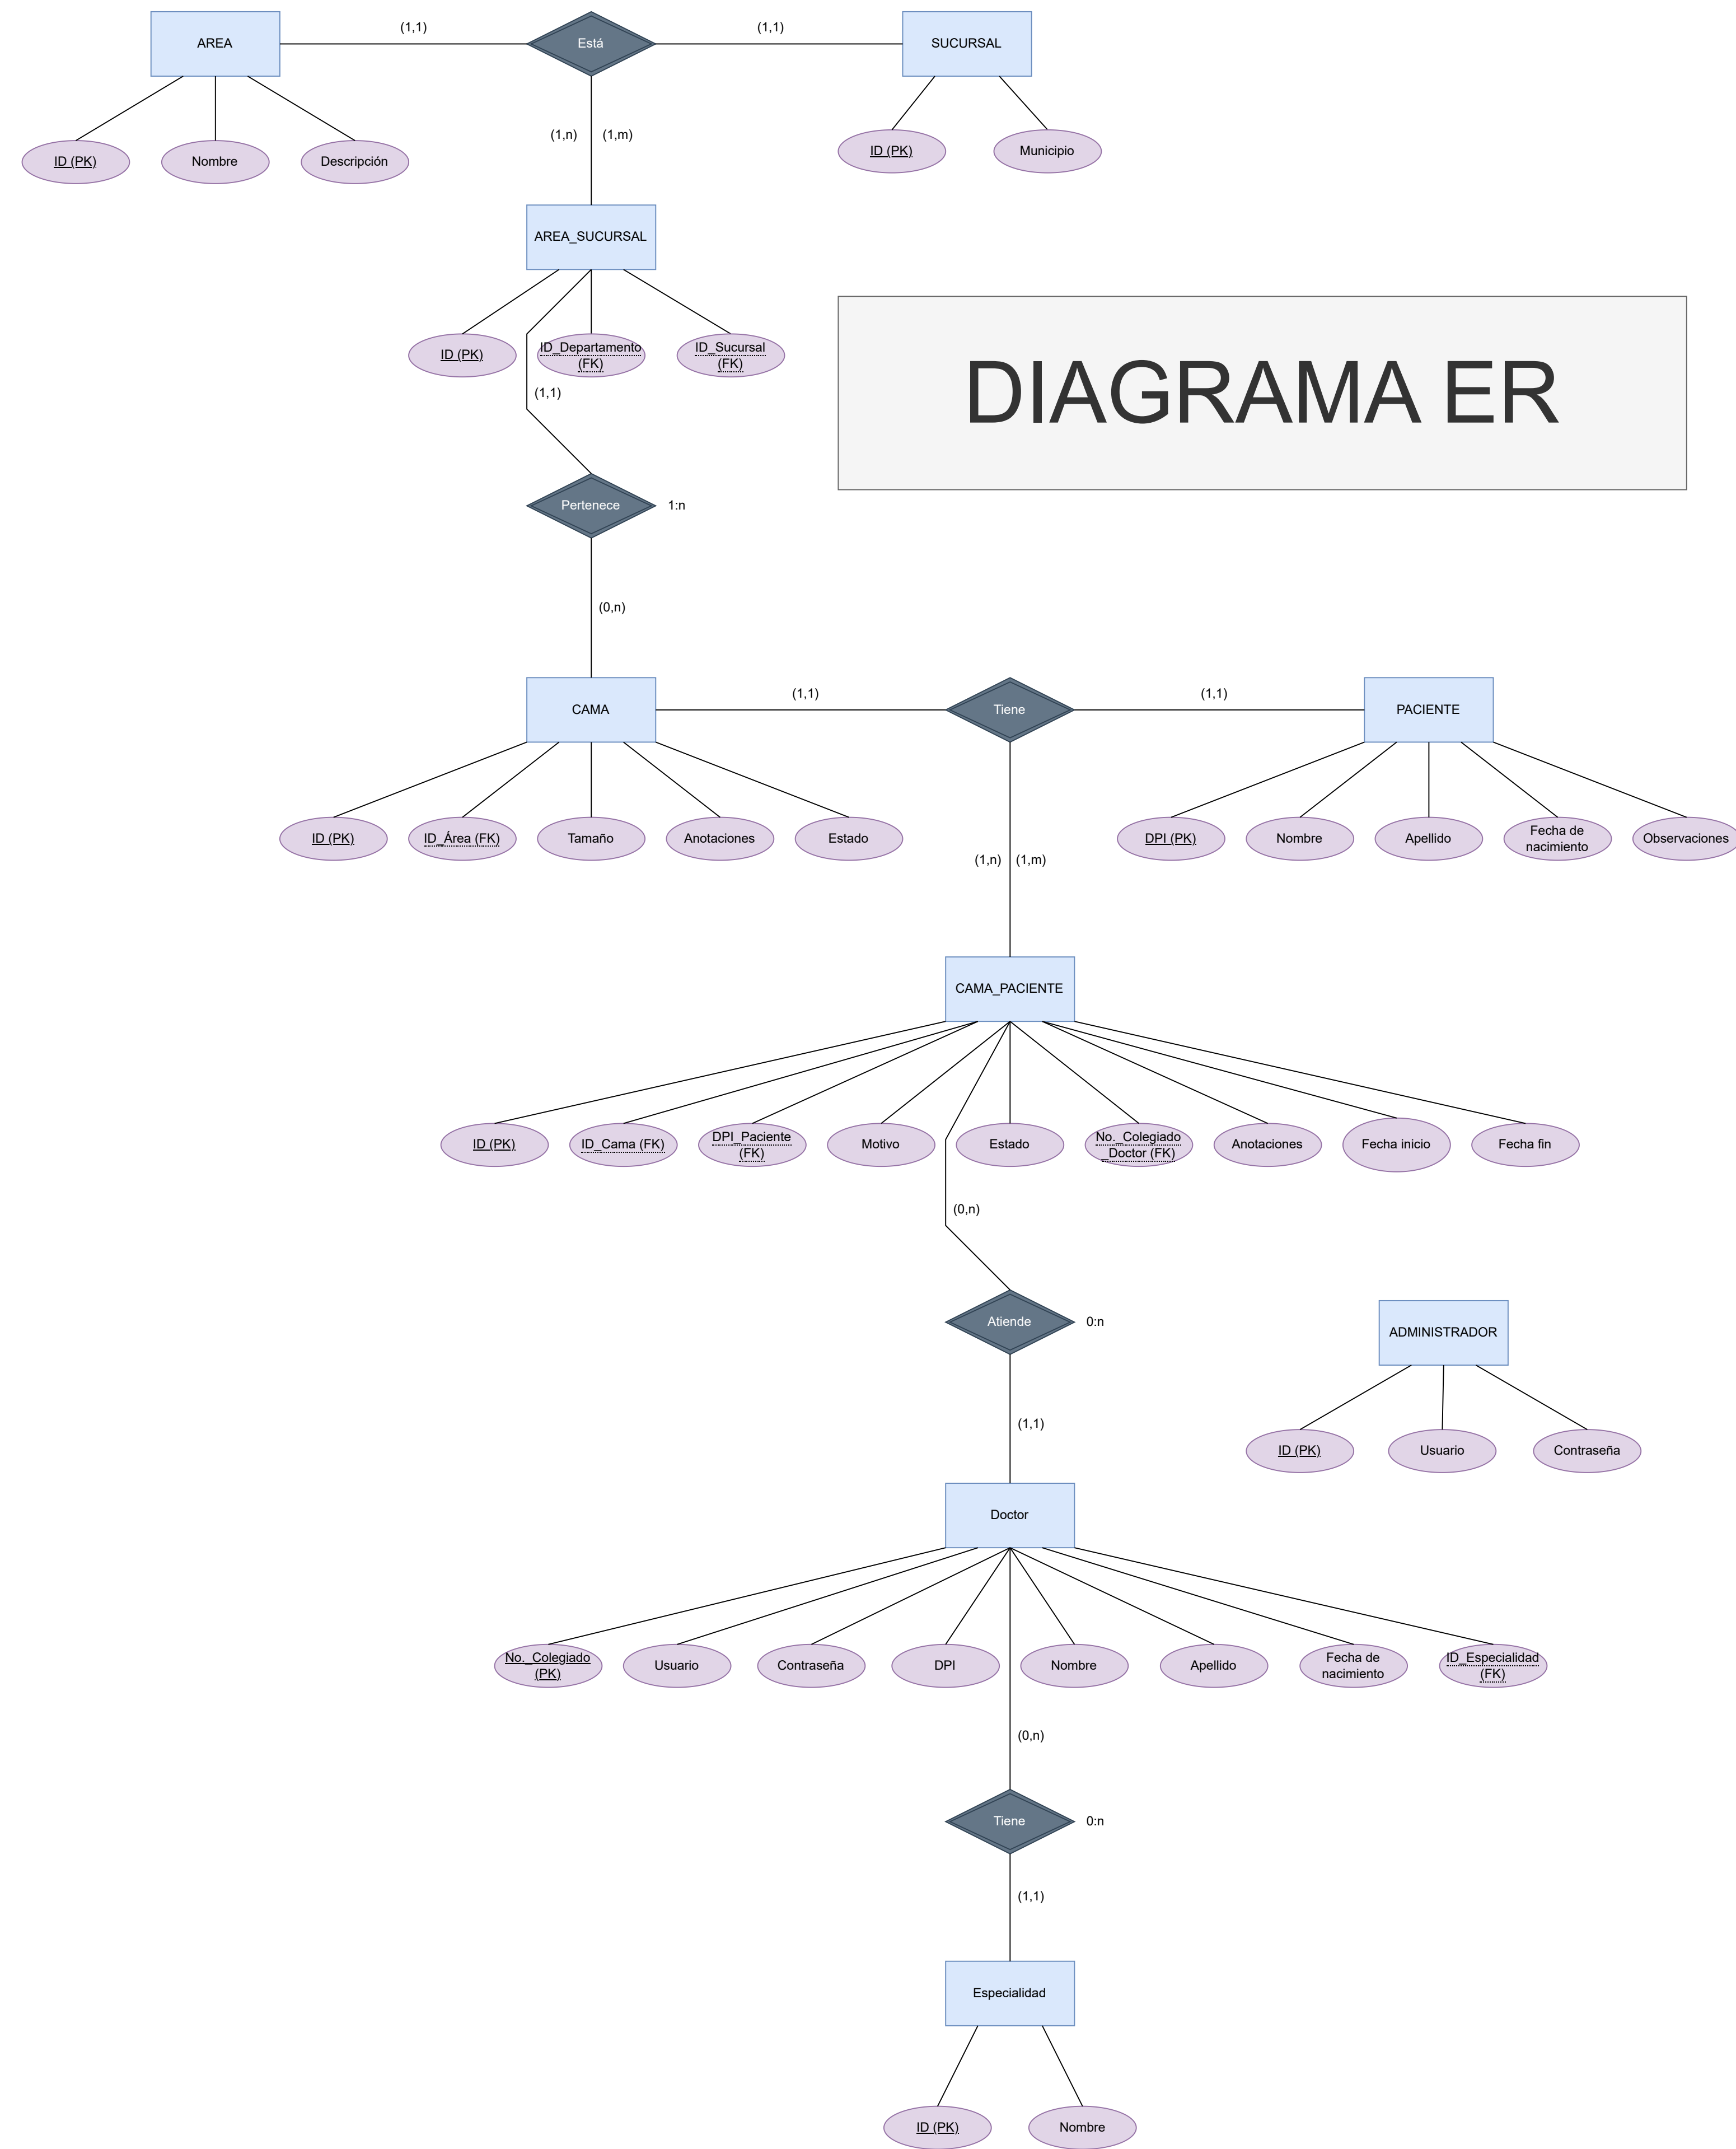 (1,1)
(1,1)
AREA
Está
SUCURSAL
(1,n)
(1,m)
ID (PK)
Nombre
Descripción
ID (PK)
Municipio
AREA_SUCURSAL
ID (PK)
ID_Departamento
(FK)
ID_Sucursal
(FK)
DIAGRAMA ER
(1,1)
Pertenece
1:n
(0,n)
CAMA
(1,1)
Tiene
(1,1)
PACIENTE
ID (PK)
ID_Área (FK)
Tamaño
Anotaciones
Estado
DPI (PK)
Nombre
Apellido
Fecha de
nacimiento
Observaciones
(1,n)
(1,m)
CAMA_PACIENTE
ID (PK)
ID_Cama (FK)
DPI_Paciente
(FK)
Motivo
Estado
No._Colegiado
_Doctor (FK)
Anotaciones
Fecha inicio
Fecha fin
(0,n)
Atiende
0:n
ADMINISTRADOR
(1,1)
ID (PK)
Usuario
Contraseña
Doctor
No._Colegiado
(PK)
Usuario
Contraseña
DPI
Nombre
Apellido
Fecha de
nacimiento
ID_Especialidad
(FK)
(0,n)
Tiene
0:n
(1,1)
Especialidad
ID (PK)
Nombre